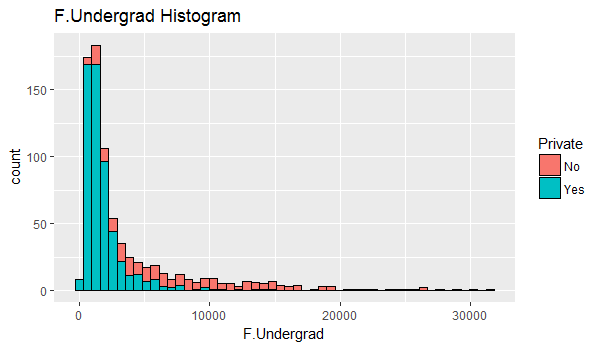 F.Undergrad Histogram
150
100
50
0
count
0 10000 20000 30000
F.Undergrad
Private
No
Yes